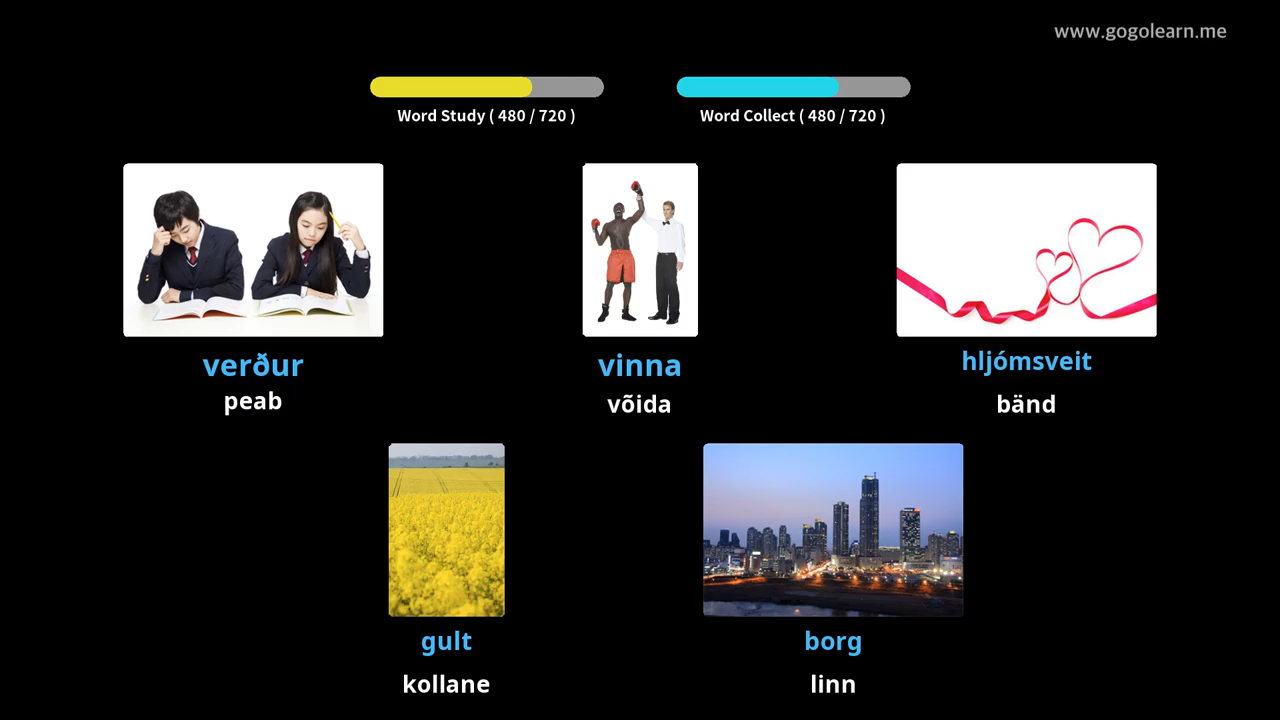 www.gogolearn.me
Word Study ( 480 / 720 )
Word Collect ( 480 / 720 )
verður
peab
vinna
võida
hljómsveit
bänd
gult
kollane
borg
linn